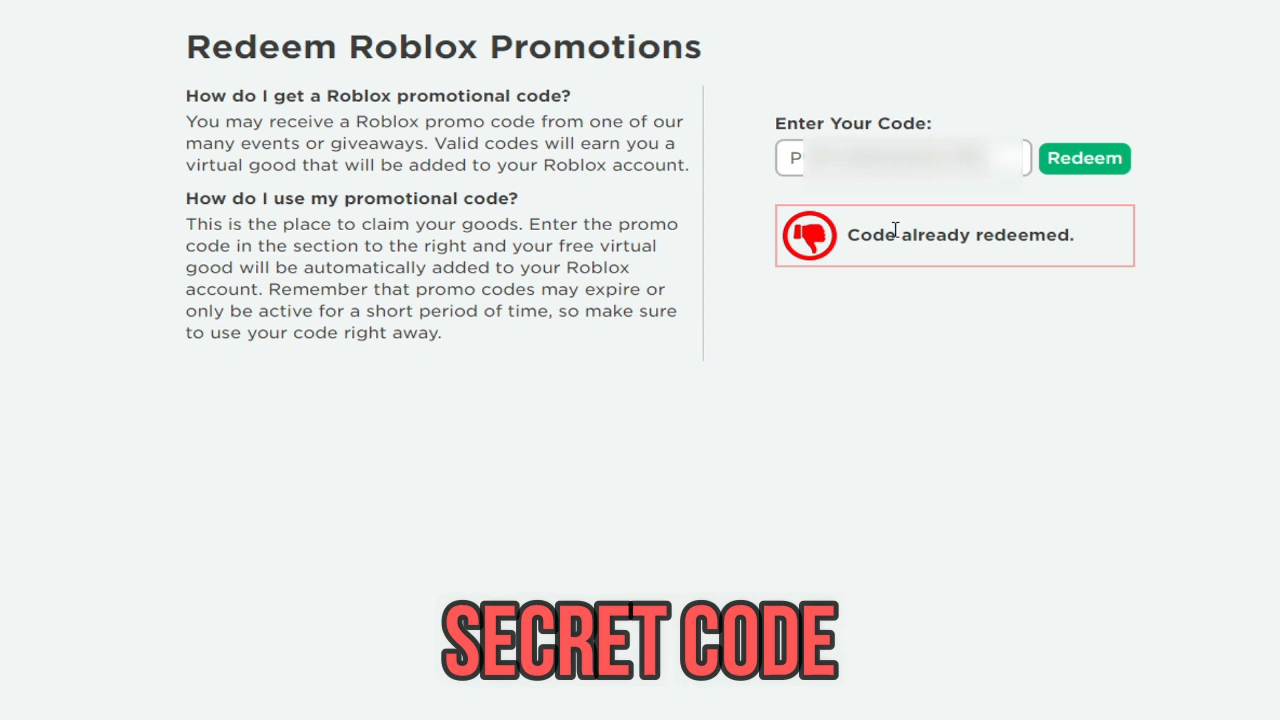 Redeem Roblox Promotions
How do I get a Roblox promotional code?
You may receive a Roblox promo code from one of our
many events or giveaways. Valid codes will earn you a
virtual good that will be added to your Roblox account.
How do I use my promotional code?
This is the place to claim your goods. Enter the promo
code in the section to the right and your free virtual
good will be automatically added to your Roblox
account. Remember that promo codes may expire or
only be active for a short period of time, so make sure
to use your code right away.
Enter Your Code:
Redeem
Code already redeemed.
SECRET CODE